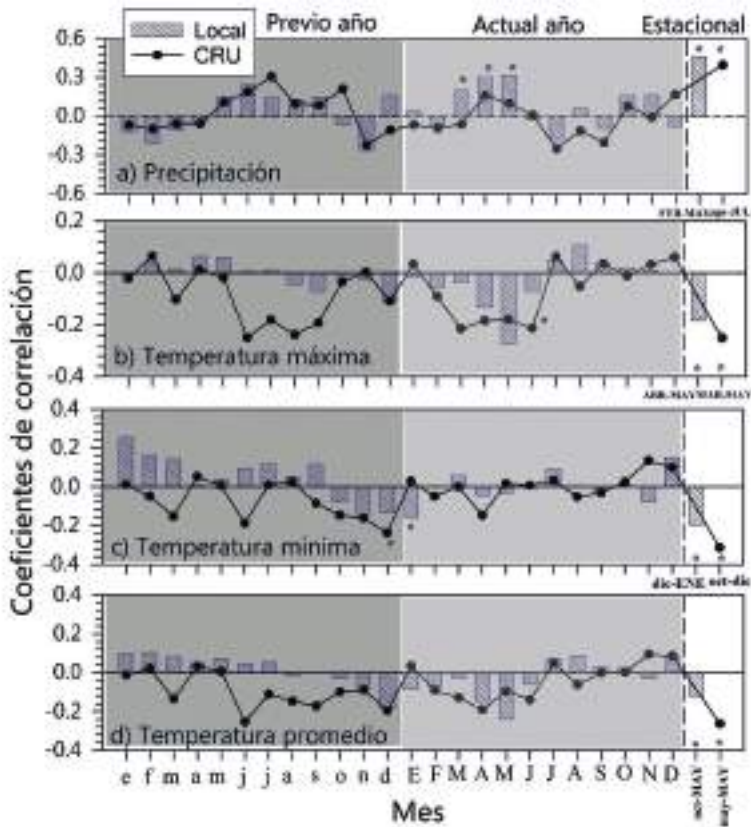 Previo año Actual año Estacional
Local
CRU
0.6
0.3
0.0
-0.3
-0.6
a) Precipitación
0.2
0.0
-0.2
-0.4
b) Temperatura máxima
0.4
0.2
0.0
-0.2
-0.4
c) Temperatura mínima
dic-ENE oct-dic
0.4
0.2
0.0
-0.2
-0.4
d) Temperatura promedio
Coeficientes de correlación
e f m a m j j a s o n d E F M A M J J A S O N D
may-MAY
Mes